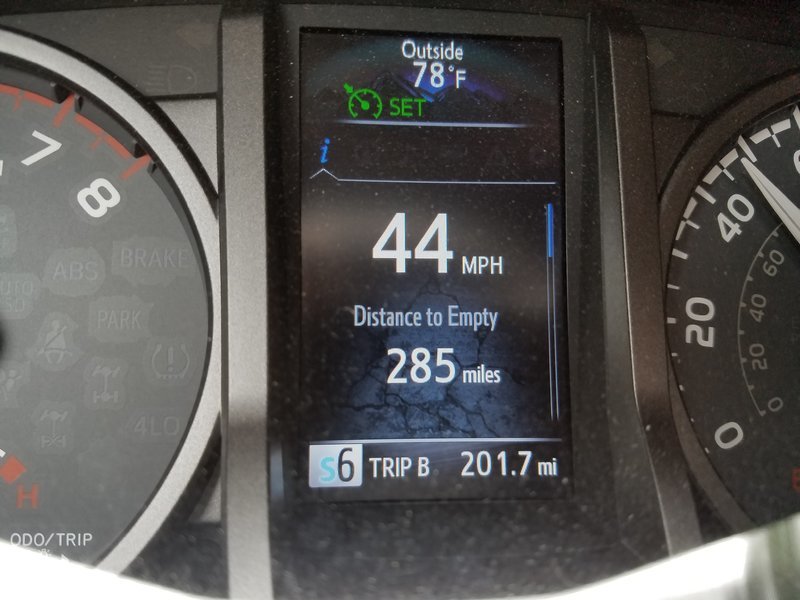 Outside
78°F
SET
i
44 MPH
Distance to Empty
285 miles
S6 TRIP B 201.7 mi
7
8
ABS
BRAKE
PARK
4LO
H
ODO/TRIP
40
20
0
60
40
20
0